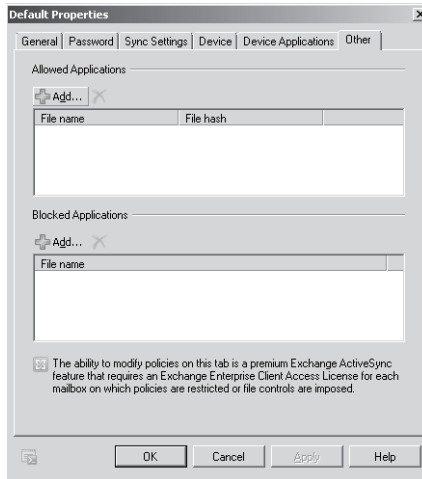 Default Properties
General Password Sync Settings Device Device Applications Other
Allowed Applications
Add...
File name File hash
Blocked Applications
Add...
File name
The ability to modify policies on this tab is a premium Exchange ActiveSync
feature that requires an Exchange Enterprise Client Access License for each
mailbox on which policies are restricted or file controls are imposed.
OK Cancel Apply Help